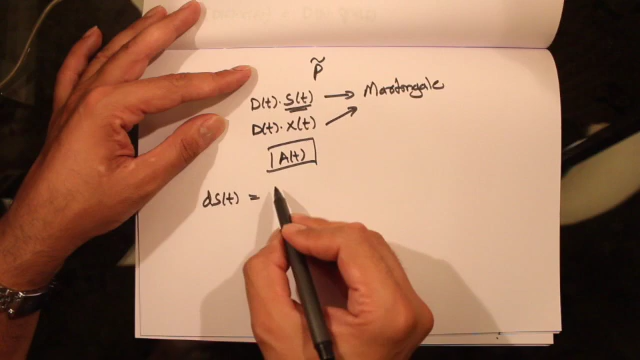 P̃
D(t)·S(t) → Martingale
D(t)·X(t)
A(t)
dS(t) =